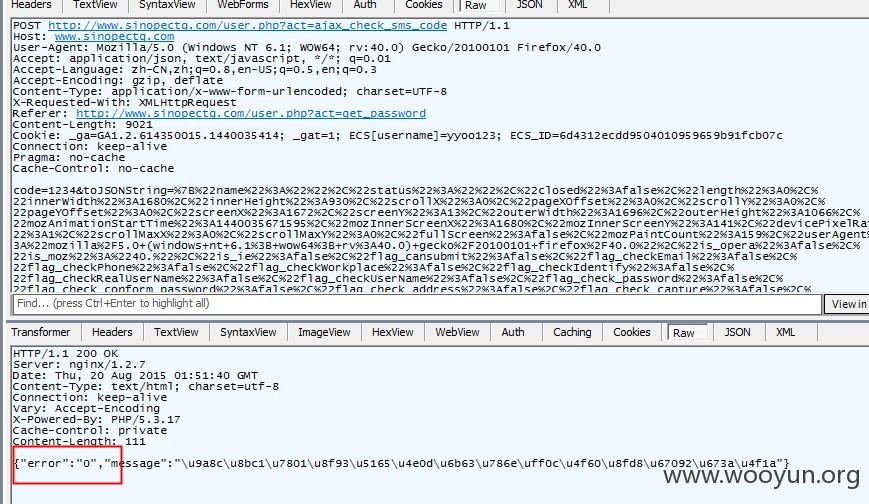 Headers TextView SyntaxView WebForms HexView Auth Cookies Raw JSON XML
POST http://www.sinopectg.com/user.php?act=ajax_check_sms_code HTTP/1.1
Host: www.sinopectg.com
User-Agent: Mozilla/5.0 (Windows NT 6.1; WOW64; rv:40.0) Gecko/20100101 Firefox/40.0
Accept: application/json, text/javascript, */*; q=0.01
Accept-Language: zh-CN,zh;q=0.8,en-US;q=0.5,en;q=0.3
Accept-Encoding: gzip, deflate
Content-Type: application/x-www-form-urlencoded; charset=UTF-8
X-Requested-With: XMLHttpRequest
Referer: http://www.sinopectg.com/user.php?act=get_password
Content-Length: 9021
Cookie: _ga=GA1.2.614350015.1440035414; _gat=1; ECS[username]=yyoo123; ECS_ID=6d4312ecdd9504010959659b91fcb07c
Connection: keep-alive
Pragma: no-cache
Cache-Control: no-cache
code=1234&toJSONString=%7B%22name%22%3A%22%22%2C%22status%22%3A%22%22%2C%22closed%22%3Afalse%2C%22length%22%3A0%2C%
22innerWidth%22%3A1680%2C%22innerHeight%22%3A930%2C%22scrollX%22%3A0%2C%22pageXOffset%22%3A0%2C%22scrollY%22%3A0%2C%
22pageYOffset%22%3A0%2C%22screenX%22%3A1672%2C%22screenY%22%3A13%2C%22outerWidth%22%3A1696%2C%22outerHeight%22%3A1066%2C%
22mozAnimationStartTime%22%3A1440035671595%2C%22mozInnerScreenX%22%3A1680%2C%22mozInnerScreenY%22%3A141%2C%22devicePixelRat
%22%3A1%2C%22scrollMaxX%22%3A0%2C%22scrollMaxY%22%3A0%2C%22fullScreen%22%3Afalse%2C%22mozPaintCount%22%3A159%2C%22userAgent%
3A%22mozilla%2F5.0+(windows+nt+6.1%3B+wow64%3B+rv%3A40.0)+gecko%2F20100101+firefox%2F40.0%22%2C%22is_opera%22%3Afalse%2C%
22is_moz%22%3A%2240.%22%2C%22is_ie%22%3Afalse%2C%22flag_cansubmit%22%3Afalse%2C%22flag_checkEmail%22%3Afalse%2C%
22flag_checkPhone%22%3Afalse%2C%22flag_checkWorkplace%22%3Afalse%2C%22flag_checkIdentify%22%3Afalse%2C%
22flag_checkRealUserName%22%3Afalse%2C%22flag_checkUserName%22%3Afalse%2C%22flag_check_password%22%3Afalse%2C%
22flag_check_conform_password%22%3Afalse%2C%22flag_check_address%22%3Afalse%2C%22flag_check_capture%22%3Afalse%2C%
Find... (press Ctrl+Enter to highlight all) View in
Transformer Headers TextView SyntaxView ImageView HexView WebView Auth Caching Cookies Raw JSON XML
HTTP/1.1 200 OK
Server: nginx/1.2.7
Date: Thu, 20 Aug 2015 01:51:40 GMT
Content-Type: text/html; charset=utf-8
Connection: keep-alive
Vary: Accept-Encoding
X-Powered-By: PHP/5.3.17
Cache-control: private
Content-Length: 111
{"error":"0","message":"\u9a8c\u8bc1\u7801\u8f93\u5165\u4e0d\u6b63\u786e\uff0c\u4f60\u8fd8\u67092\u673a\u4f1a"}
www.wooyun.org